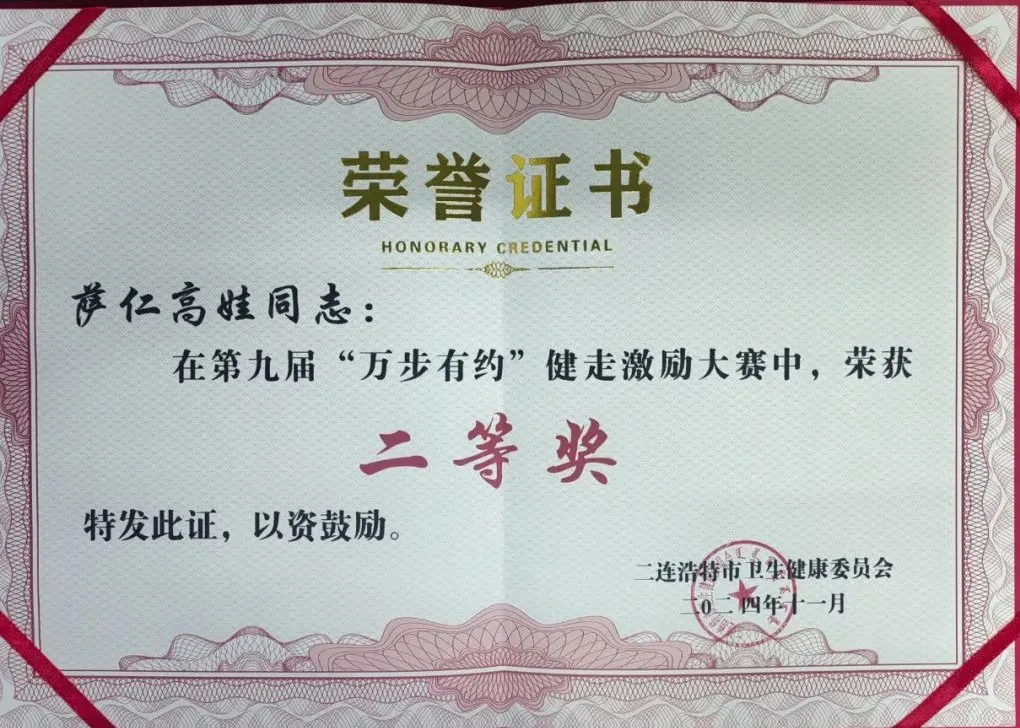 荣誉证书
HONORARY CREDENTIAL
萨仁高娃同志：
在第九届“万步有约”健走激励大赛中，荣获
二等奖
特发此证，以资鼓励。
二连浩特市卫生健康委员会
二0二四年十一月